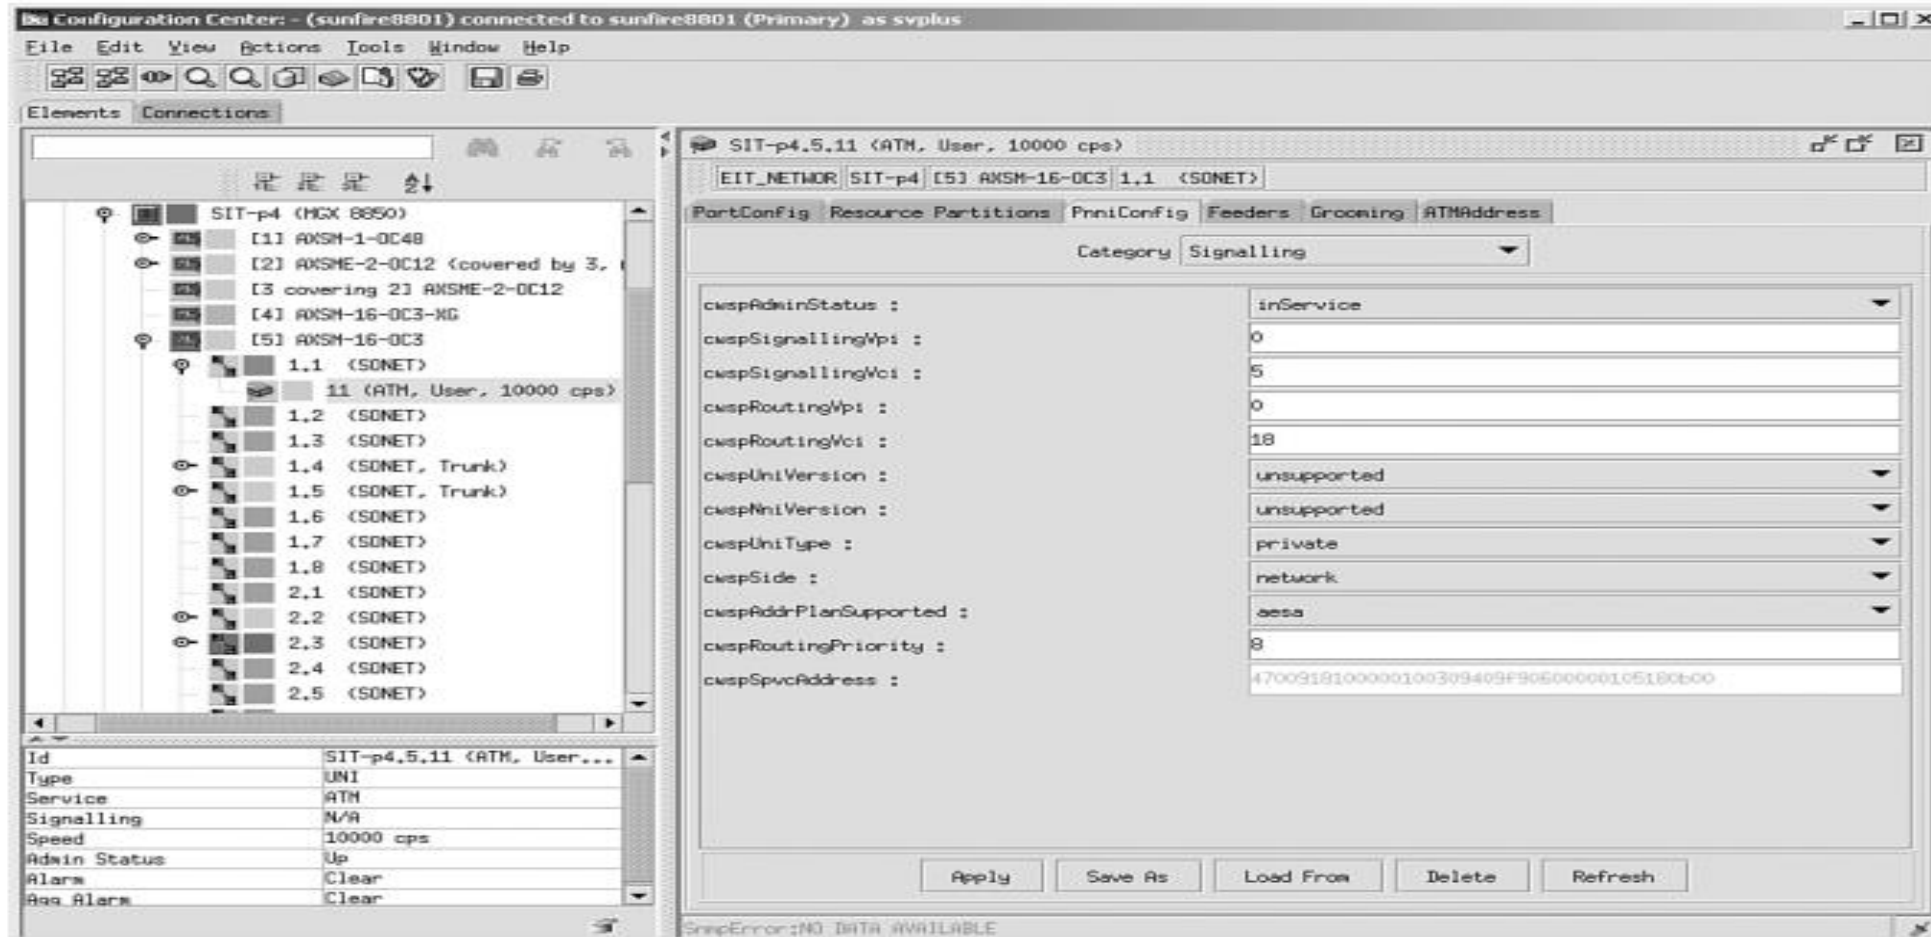 Configuration Center: - (sunfire8801) connected to sunfire8801 (Primary) as svplus
File Edit View Actions Tools Window Help
Elements Connections
SIT-p4 (MGX 8850)
[1] AXSM-1-OC48
[2] AXSME-2-OC12 (covered by 3,
[3 covering 2] AXSME-2-OC12
[4] AXSM-16-OC3-XG
[5] AXSM-16-OC3
1.1 (SONET)
11 (ATM, User, 10000 cps)
1.2 (SONET)
1.3 (SONET)
1.4 (SONET, Trunk)
1.5 (SONET, Trunk)
1.6 (SONET)
1.7 (SONET)
1.8 (SONET)
2.1 (SONET)
2.2 (SONET)
2.3 (SONET)
2.4 (SONET)
2.5 (SONET)
Id SIT-p4.5.11 (ATM, User...
Type UNI
Service ATM
Signalling N/A
Speed 10000 cps
Admin Status Up
Alarm Clear
Agg Alarm Clear
SIT-p4.5.11 (ATM, User, 10000 cps)
EIT_NETWOR SIT-p4 [5] AXSM-16-OC3 1.1 (SONET)
PortConfig Resource Partitions PnniConfig Feeders Grooming ATMAddress
Category Signalling
cwspAdminStatus : inService
cwspSignallingVpi : 0
cwspSignallingVci : 5
cwspRoutingVpi : 0
cwspRoutingVci : 18
cwspUniVersion : unsupported
cwspNniVersion : unsupported
cwspUniType : private
cwspSide : network
cwspAddrPlanSupported : aesa
cwspRoutingPriority : 8
cwspSpvcAddress :
Apply Save As Load From Delete Refresh
SnmpError:NO DATA AVAILABLE